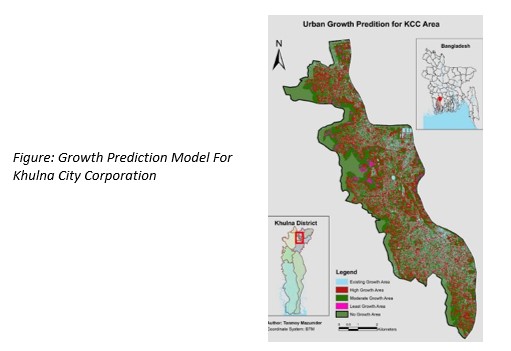 Urban Growth Predition for KCC Area
N
Bangladesh
Figure: Growth Prediction Model For
Khulna City Corporation
Khulna District
Legend
Existing Growth Area
High Growth Area
Moderate Growth Area
Least Growth Area
No Growth Area
Author: Tanmoy Mazumder
Coordinate System: BTM
Kilometers